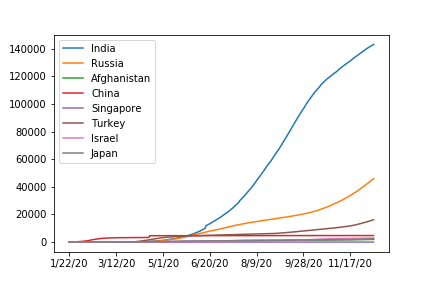 140000
120000
100000
80000
60000
40000
20000
0
India
Russia
Afghanistan
China
Singapore
Turkey
Israel
Japan
1/22/20 3/12/20 5/1/20 6/20/20 8/9/20 9/28/20 11/17/20